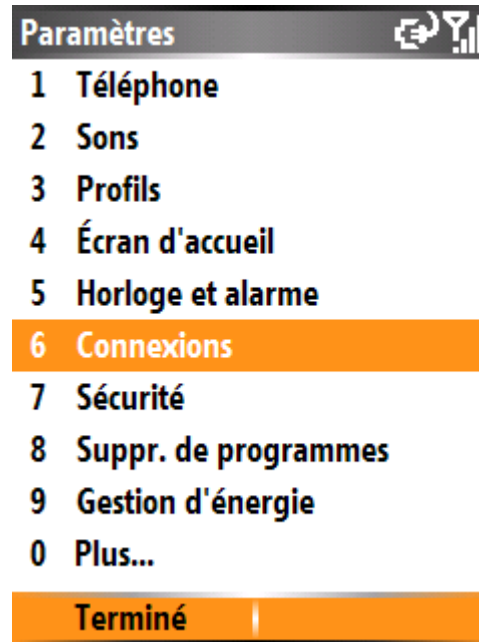 Paramètres
1 Téléphone
2 Sons
3 Profils
4 Écran d'accueil
5 Horloge et alarme
6 Connexions
7 Sécurité
8 Suppr. de programmes
9 Gestion d'énergie
0 Plus...
Terminé